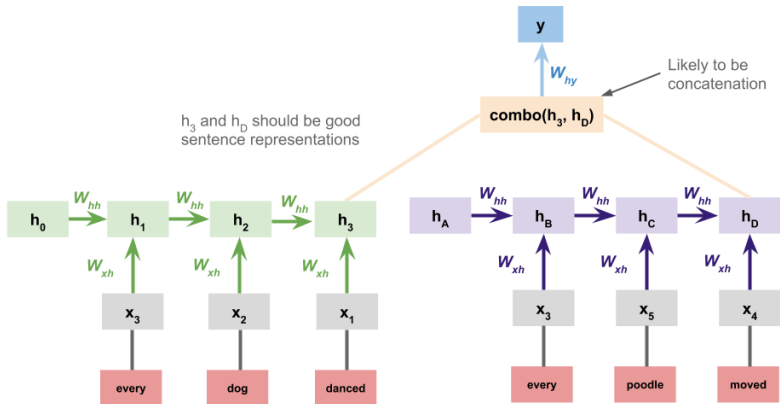 y
W_hy
Likely to be
concatenation
combo(h_3, h_D)
h_3 and h_D should be good
sentence representations
W_hh W_hh W_hh
h_0 h_1 h_2 h_3
W_xh W_xh W_xh
x_3 x_2 x_1
every dog danced
W_hh W_hh W_hh
h_A h_B h_C h_D
W_xh W_xh W_xh
x_3 x_5 x_4
every poodle moved